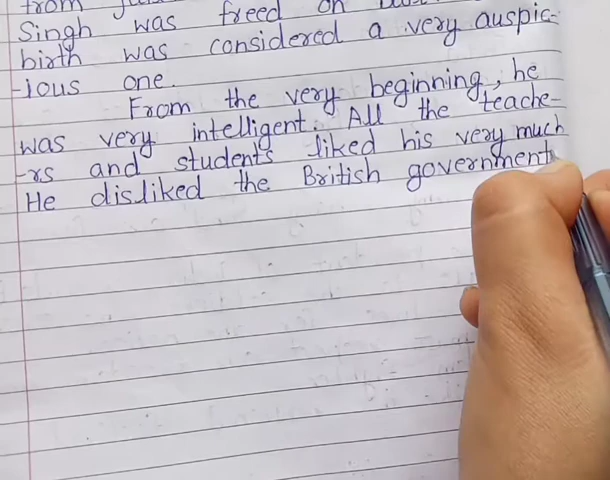 from
Singh was freed on
birth was considered a very auspic-
-ious one.
From the very beginning, he
was very intelligent. All the teache-
-rs and students liked his very much
He disliked the British government